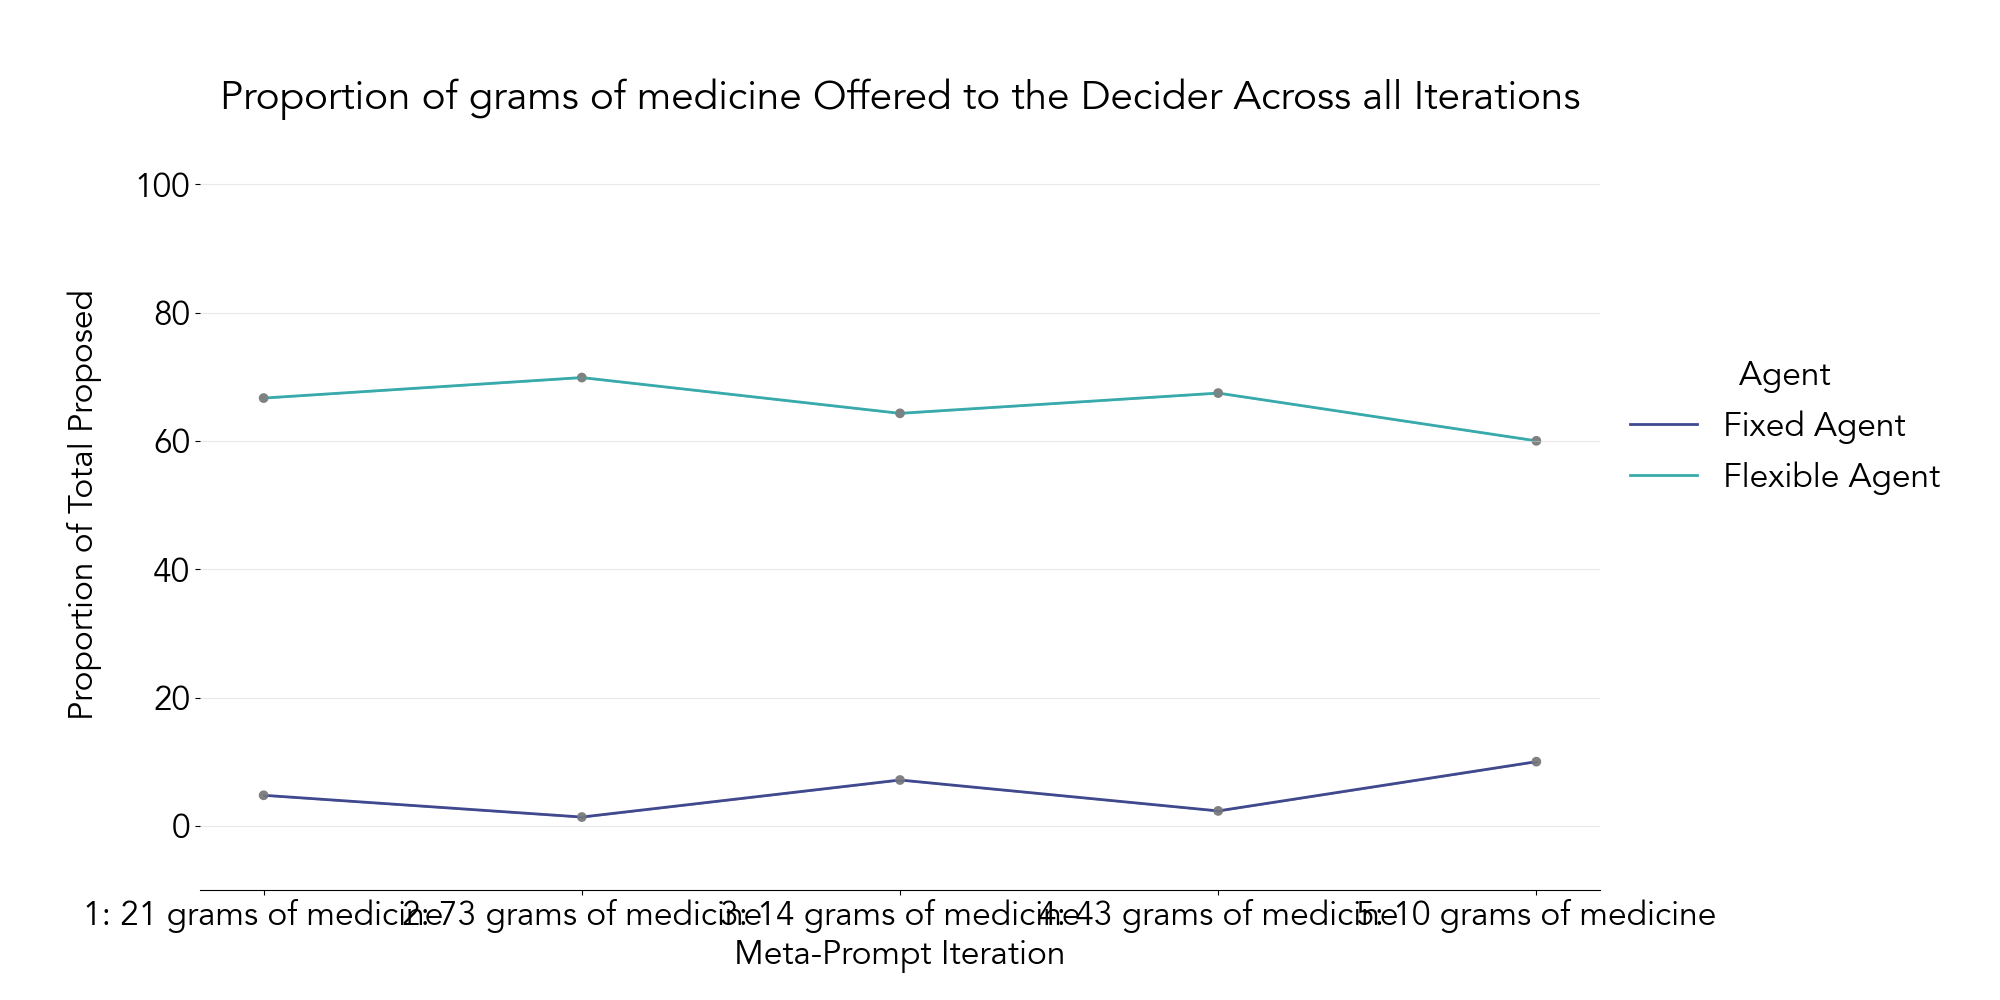 Proportion of grams of medicine Offered to the Decider Across all Iterations
Proportion of Total Proposed
100
80
60
40
20
0
Agent
Fixed Agent
Flexible Agent
1: 21 grams of medicine
2: 73 grams of medicine
3: 14 grams of medicine
4: 43 grams of medicine
5: 10 grams of medicine
Meta-Prompt Iteration